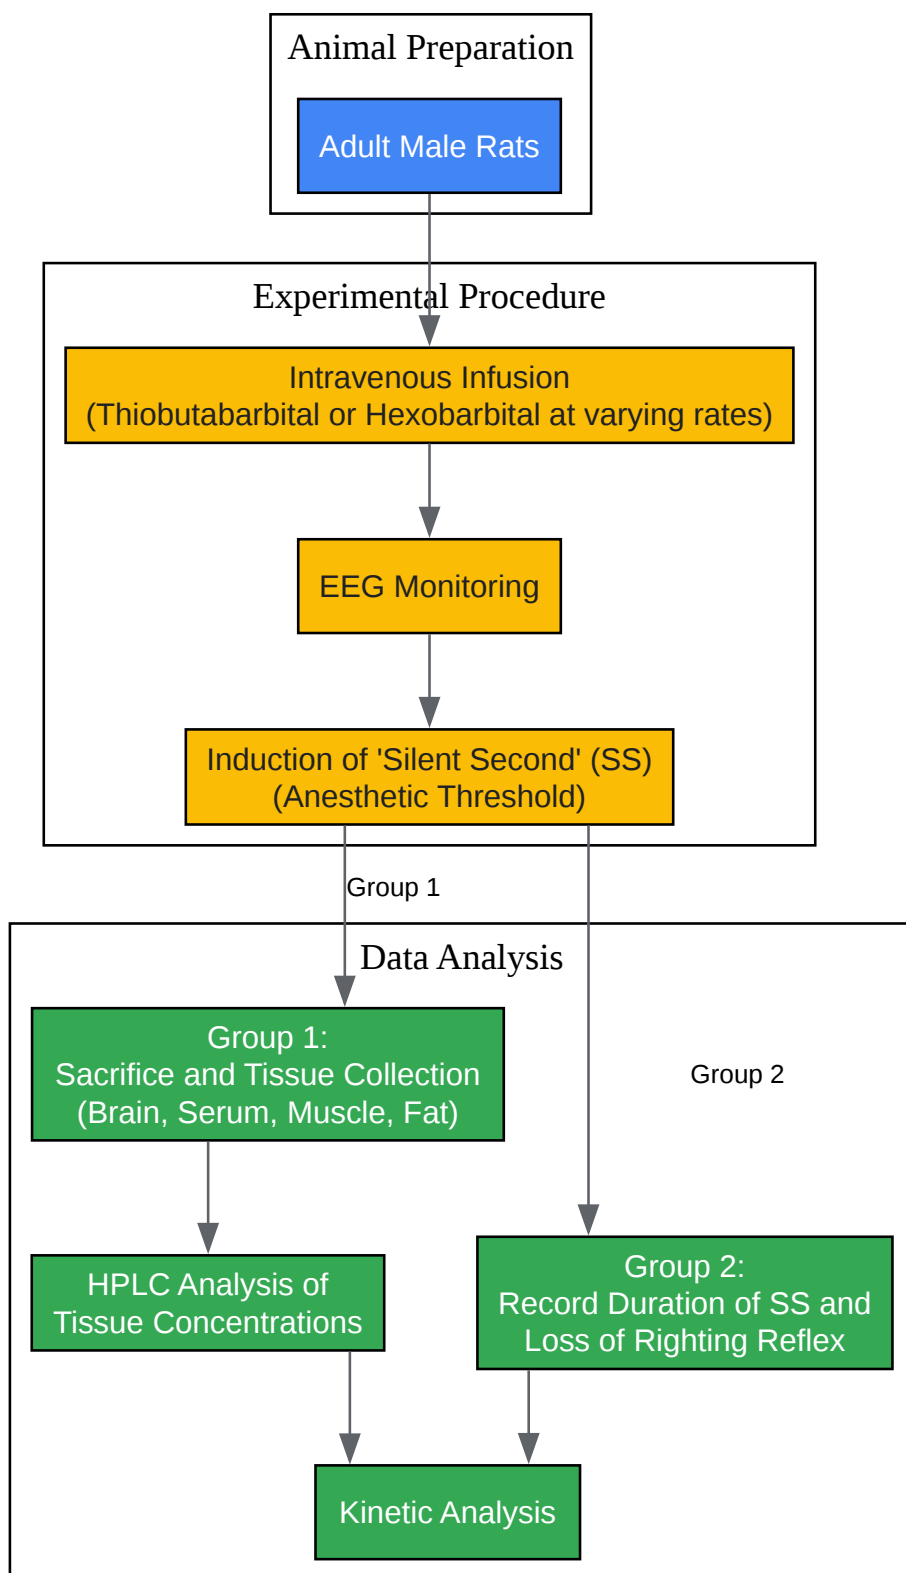 Animal Preparation
Adult Male Rats
Experimental Procedure
Intravenous Infusion
(Thiobutabarbital or Hexobarbital at varying rates)
EEG Monitoring
Induction of 'Silent Second' (SS)
(Anesthetic Threshold)
Group 1
Data Analysis
Group 1:
Sacrifice and Tissue Collection
(Brain, Serum, Muscle, Fat)
Group 2
HPLC Analysis of
Tissue Concentrations
Group 2:
Record Duration of SS and
Loss of Righting Reflex
Kinetic Analysis